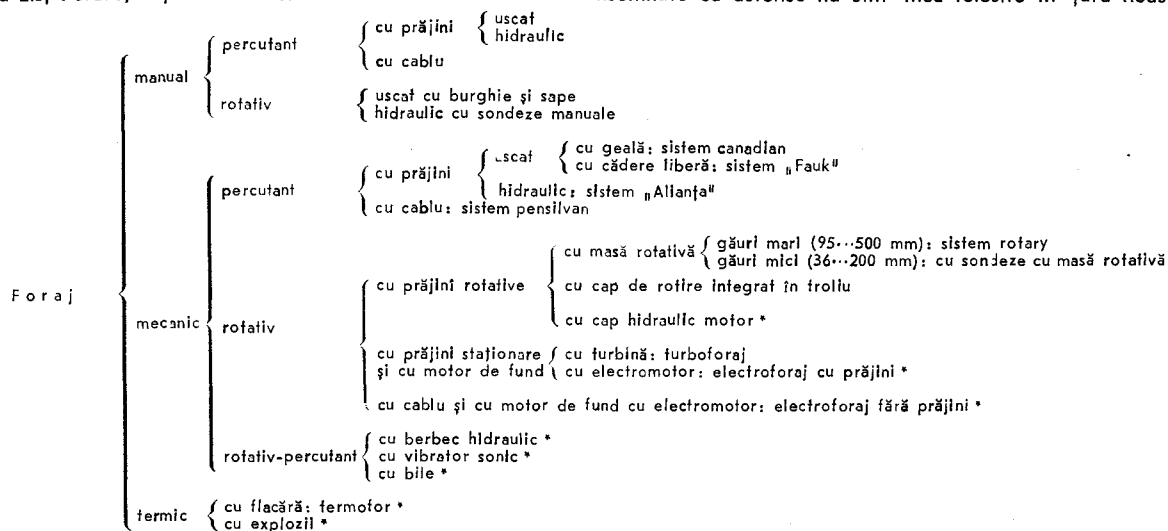 cu prăjini { uscat
hidraulic
percutant
cu cablu
manual
rotativ { uscat cu burghie și sape
hidraulic cu sondeze manuale
cu prăjini { uscat { cu geală: sistem canadian
cu cădere liberă: sistem „Fauk"
percutant
hidraulic: sistem „Alianța"
cu cablu: sistem pensilvan
cu masă rotativă { găuri mari (95···500 mm): sistem rotary
găuri mici (36···200 mm): cu sondeze cu masă rotativă
cu prăjini rotative { cu cap de rotire integrat în troliu
Foraj
cu cap hidraulic motor *
mecanic { rotativ
cu prăjini staționare { cu turbină: turboforaj
și cu motor de fund { cu electromotor: electroforaj cu prăjini *
cu cablu și cu motor de fund cu electromotor: electroforaj fără prăjini *
cu berbec hidraulic *
rotativ-percutant { cu vibrator sonic *
cu bile *
termic { cu flacără: termofor *
cu explozii *